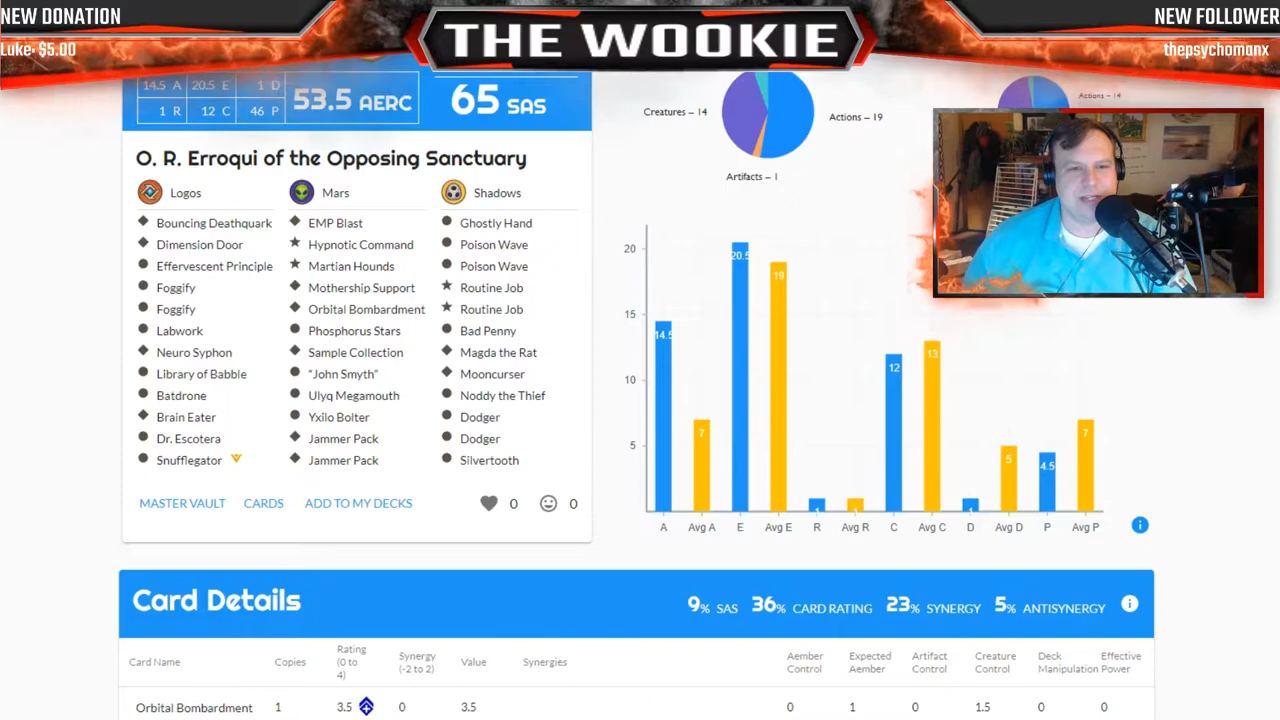 NEW DONATION
Luke: $5.00
THE WOOKIE
NEW FOLLOWER
thepsychomanx
14.5 A 20.5 E 1 D
1 R 12 C 46 P
53.5 AERC
65 SAS
Creatures – 14
Actions – 19
Artifacts – 1
Actions – 14
O. R. Erroqui of the Opposing Sanctuary
Logos
Bouncing Deathquark
Dimension Door
Effervescent Principle
Foggify
Foggify
Labwork
Neuro Syphon
Library of Babble
Batdrone
Brain Eater
Dr. Escotera
Snufflegator
Mars
EMP Blast
Hypnotic Command
Martian Hounds
Mothership Support
Orbital Bombardment
Phosphorus Stars
Sample Collection
“John Smyth”
Ulyq Megamouth
Yxilo Bolter
Jammer Pack
Jammer Pack
Shadows
Ghostly Hand
Poison Wave
Poison Wave
Routine Job
Routine Job
Bad Penny
Magda the Rat
Mooncurser
Noddy the Thief
Dodger
Dodger
Silvertooth
MASTER VAULT CARDS ADD TO MY DECKS 0 0
20
15
10
5
14.5 7 20.5 19 1 1 12 13 1 5 4.5 7
A Avg A E Avg E R Avg R C Avg C D Avg D P Avg P
Card Details
9% SAS 36% CARD RATING 23% SYNERGY 5% ANTISYNERGY
Card Name
Copies
Rating (0 to 4)
Synergy (-2 to 2)
Value
Synergies
Aember Control
Expected Aember
Artifact Control
Creature Control
Deck Manipulation
Effective Power
Orbital Bombardment 1 3.5 0 3.5 0 1 0 1.5 0 0